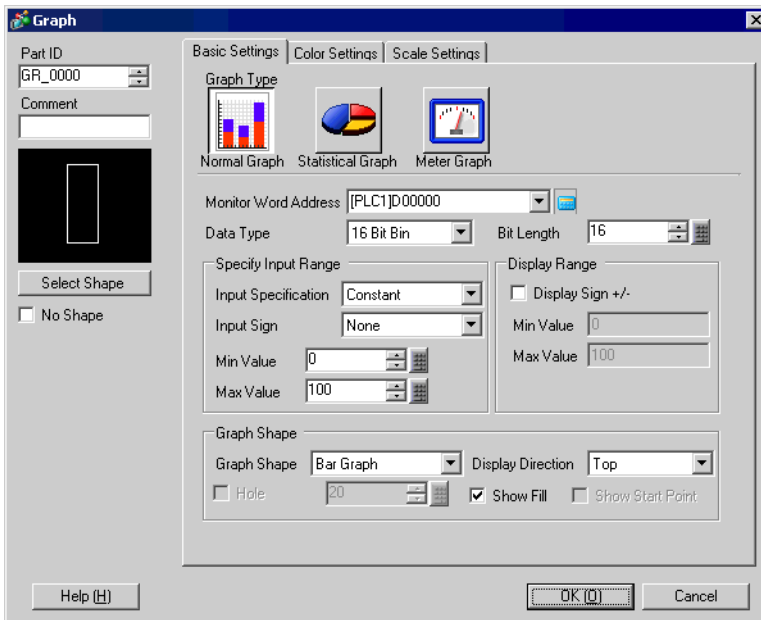 Graph
Part ID
GR_0000
Comment
Select Shape
No Shape
Basic Settings Color Settings Scale Settings
Graph Type
Normal Graph Statistical Graph Meter Graph
Monitor Word Address [PLC1]D00000
Data Type 16 Bit Bin Bit Length 16
Specify Input Range
Input Specification Constant
Input Sign None
Min Value 0
Max Value 100
Display Range
Display Sign +/-
Min Value 0
Max Value 100
Graph Shape
Graph Shape Bar Graph Display Direction Top
Hole 20 Show Fill Show Start Point
Help (H) OK (O) Cancel